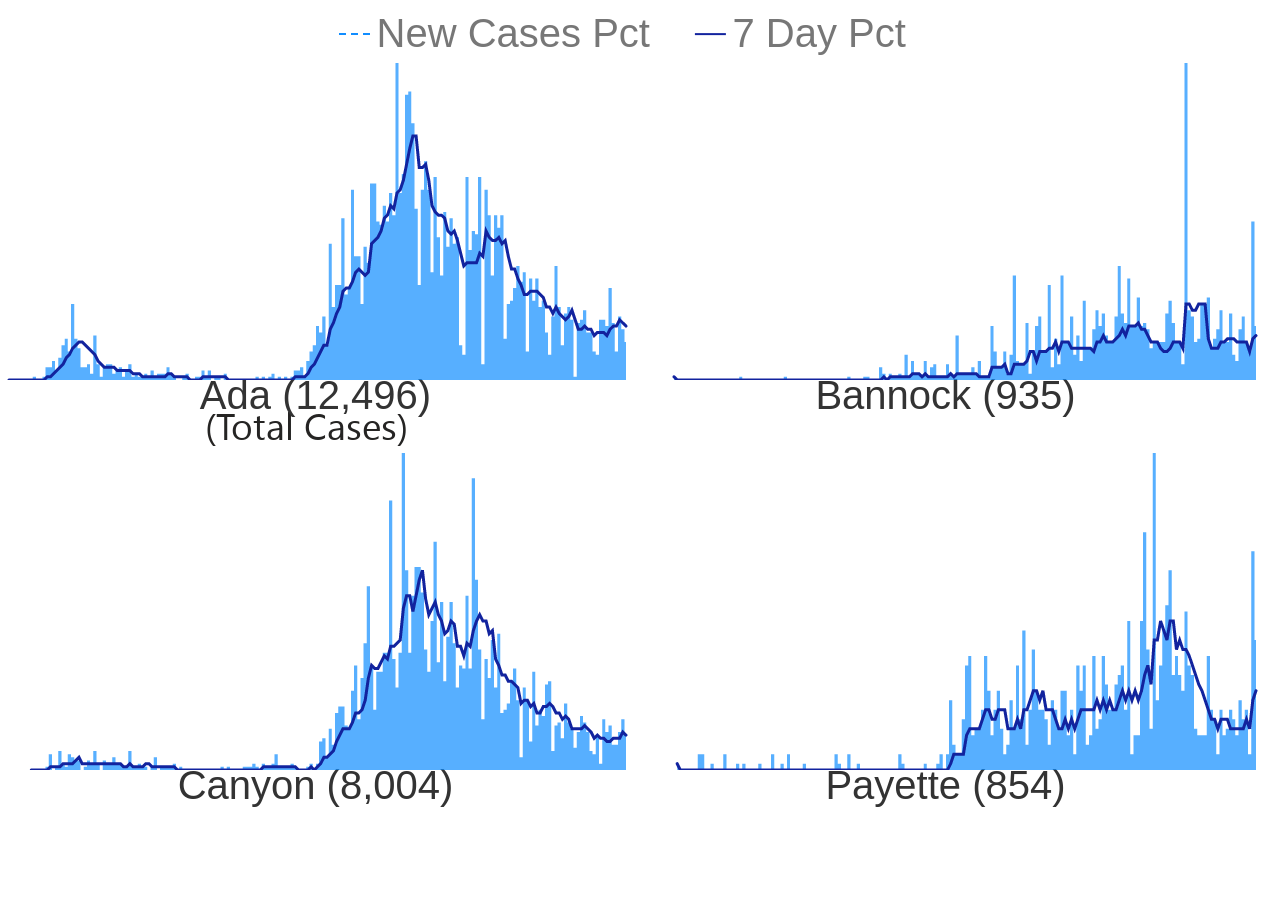 New Cases Pct 7 Day Pct
Ada (12,496) Bannock (935)
(Total Cases)
Canyon (8,004) Payette (854)